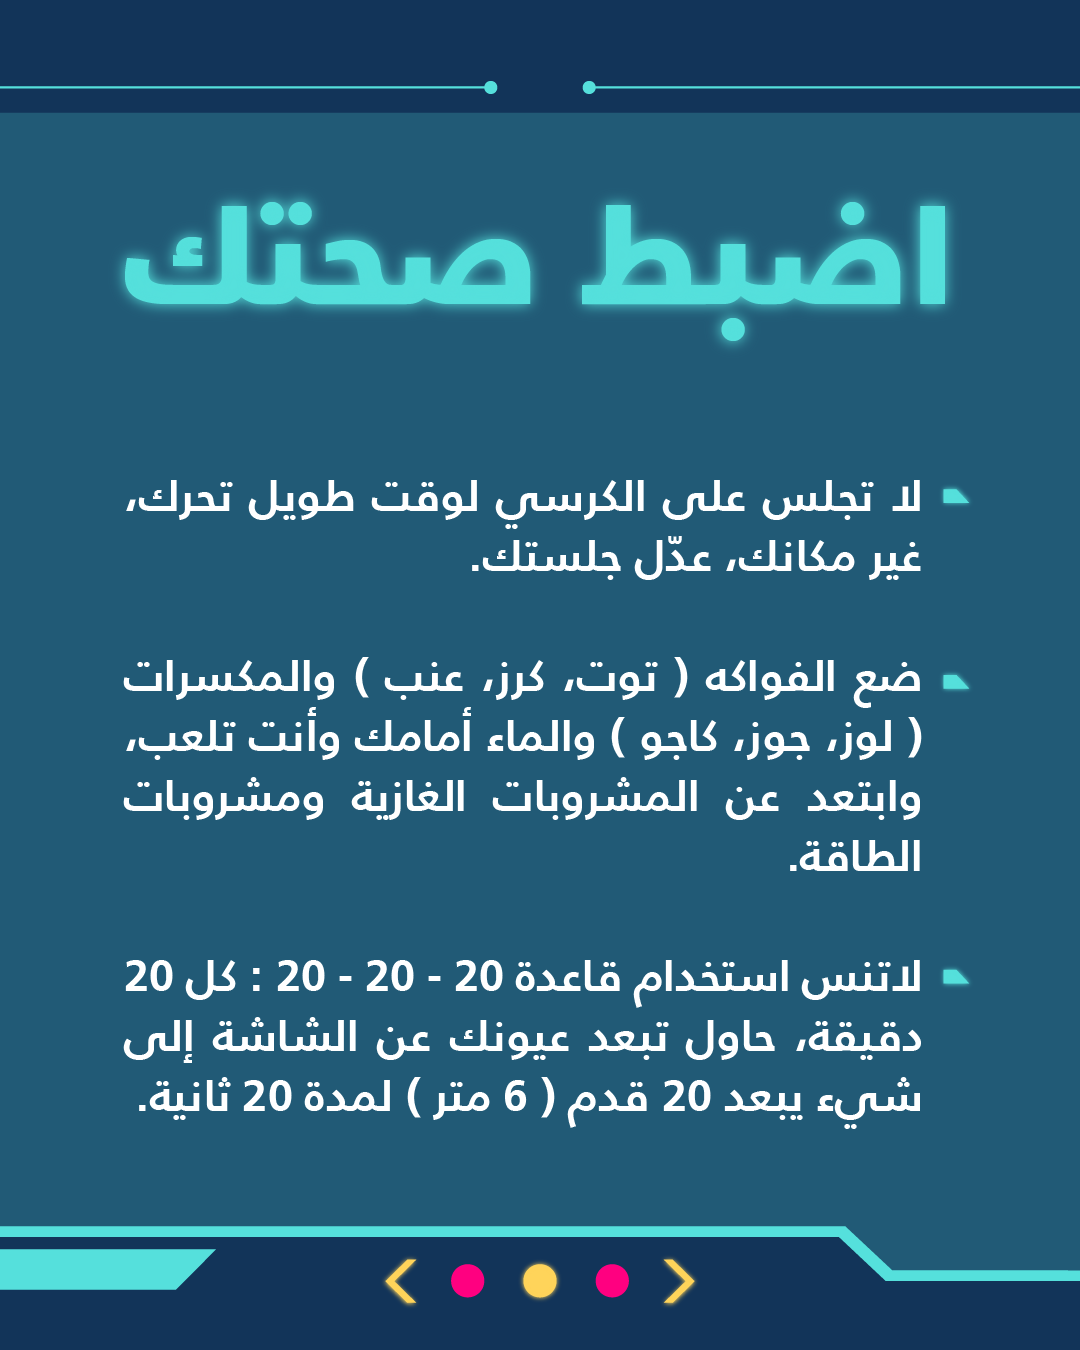 اضبط صحتك
لا تجلس على الكرسي لوقت طويل تحرك،
غير مكانك، عدّل جلستك.
ضع الفواكه ( توت، كرز، عنب ) والمكسرات
( لوز، جوز، كاجو ) والماء أمامك وأنت تلعب،
وابتعد عن المشروبات الغازية ومشروبات
الطاقة.
لاتنس استخدام قاعدة 20 - 20 - 20 : كل 20
دقيقة، حاول تبعد عيونك عن الشاشة إلى
شيء يبعد 20 قدم ( 6 متر ) لمدة 20 ثانية.